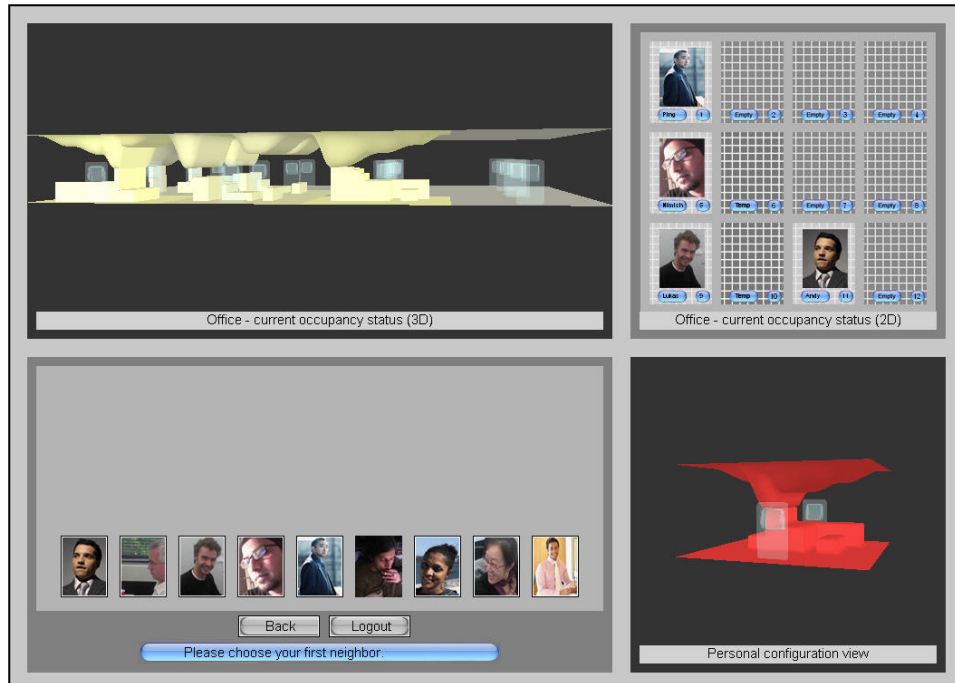 Ping 1 Empty 2 Empty 3 Empty 4
Nimish 5 Temp 6 Empty 7 Empty 8
Lukas 9 Temp 10 Andy 11 Empty 12
Office - current occupancy status (3D)
Office - current occupancy status (2D)
Back Logout
Please choose your first neighbor.
Personal configuration view